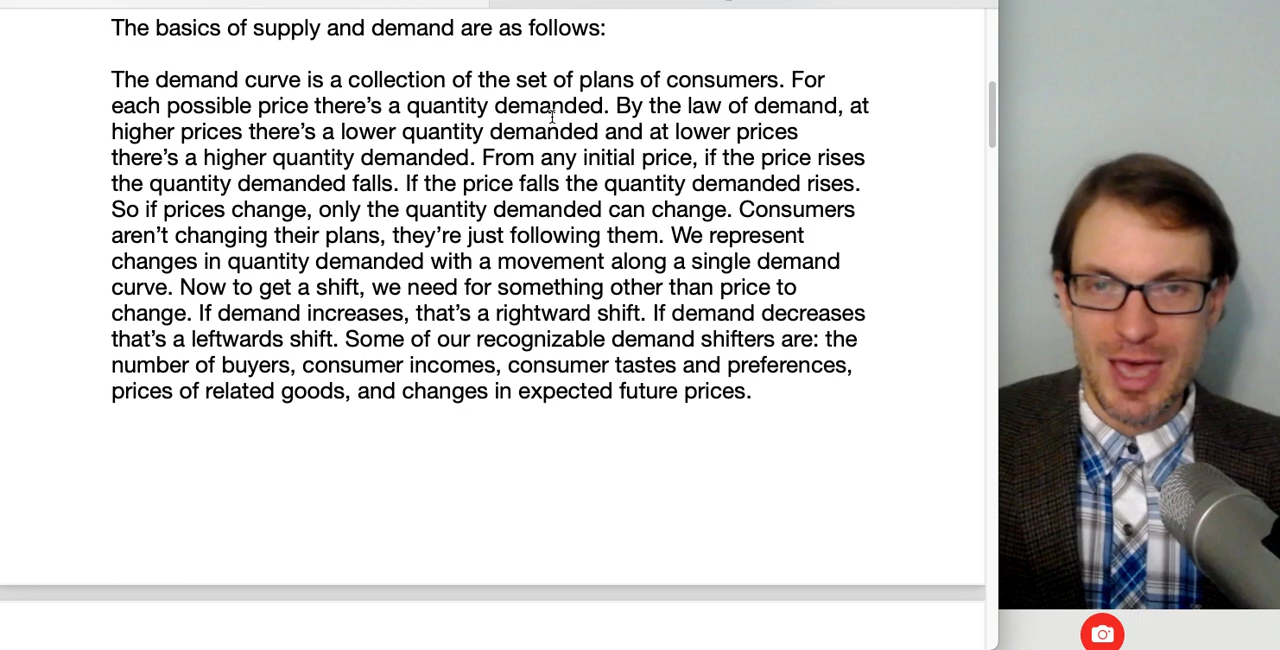 The basics of supply and demand are as follows:
The demand curve is a collection of the set of plans of consumers. For
each possible price there's a quantity demanded. By the law of demand, at
higher prices there's a lower quantity demanded and at lower prices
there's a higher quantity demanded. From any initial price, if the price rises
the quantity demanded falls. If the price falls the quantity demanded rises.
So if prices change, only the quantity demanded can change. Consumers
aren't changing their plans, they're just following them. We represent
changes in quantity demanded with a movement along a single demand
curve. Now to get a shift, we need for something other than price to
change. If demand increases, that's a rightward shift. If demand decreases
that's a leftwards shift. Some of our recognizable demand shifters are: the
number of buyers, consumer incomes, consumer tastes and preferences,
prices of related goods, and changes in expected future prices.